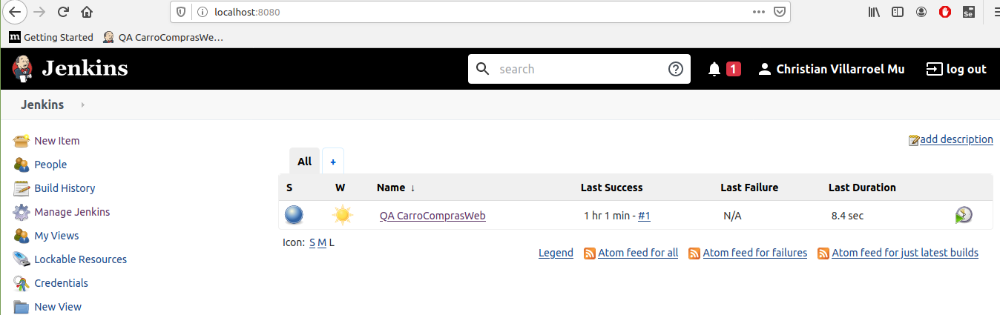 localhost:8080
Se
m Getting Started QA CarroComprasWe...
Jenkins search 1 Christian Villarroel Mu log out
Jenkins
New Item
People
Build History
Manage Jenkins
My Views
Lockable Resources
Credentials
New View
add description
All +
S W Name ↓ Last Success Last Failure Last Duration
QA CarroComprasWeb 1 hr 1 min - #1 N/A 8.4 sec
Icon: S M L
Legend Atom feed for all Atom feed for failures Atom feed for just latest builds